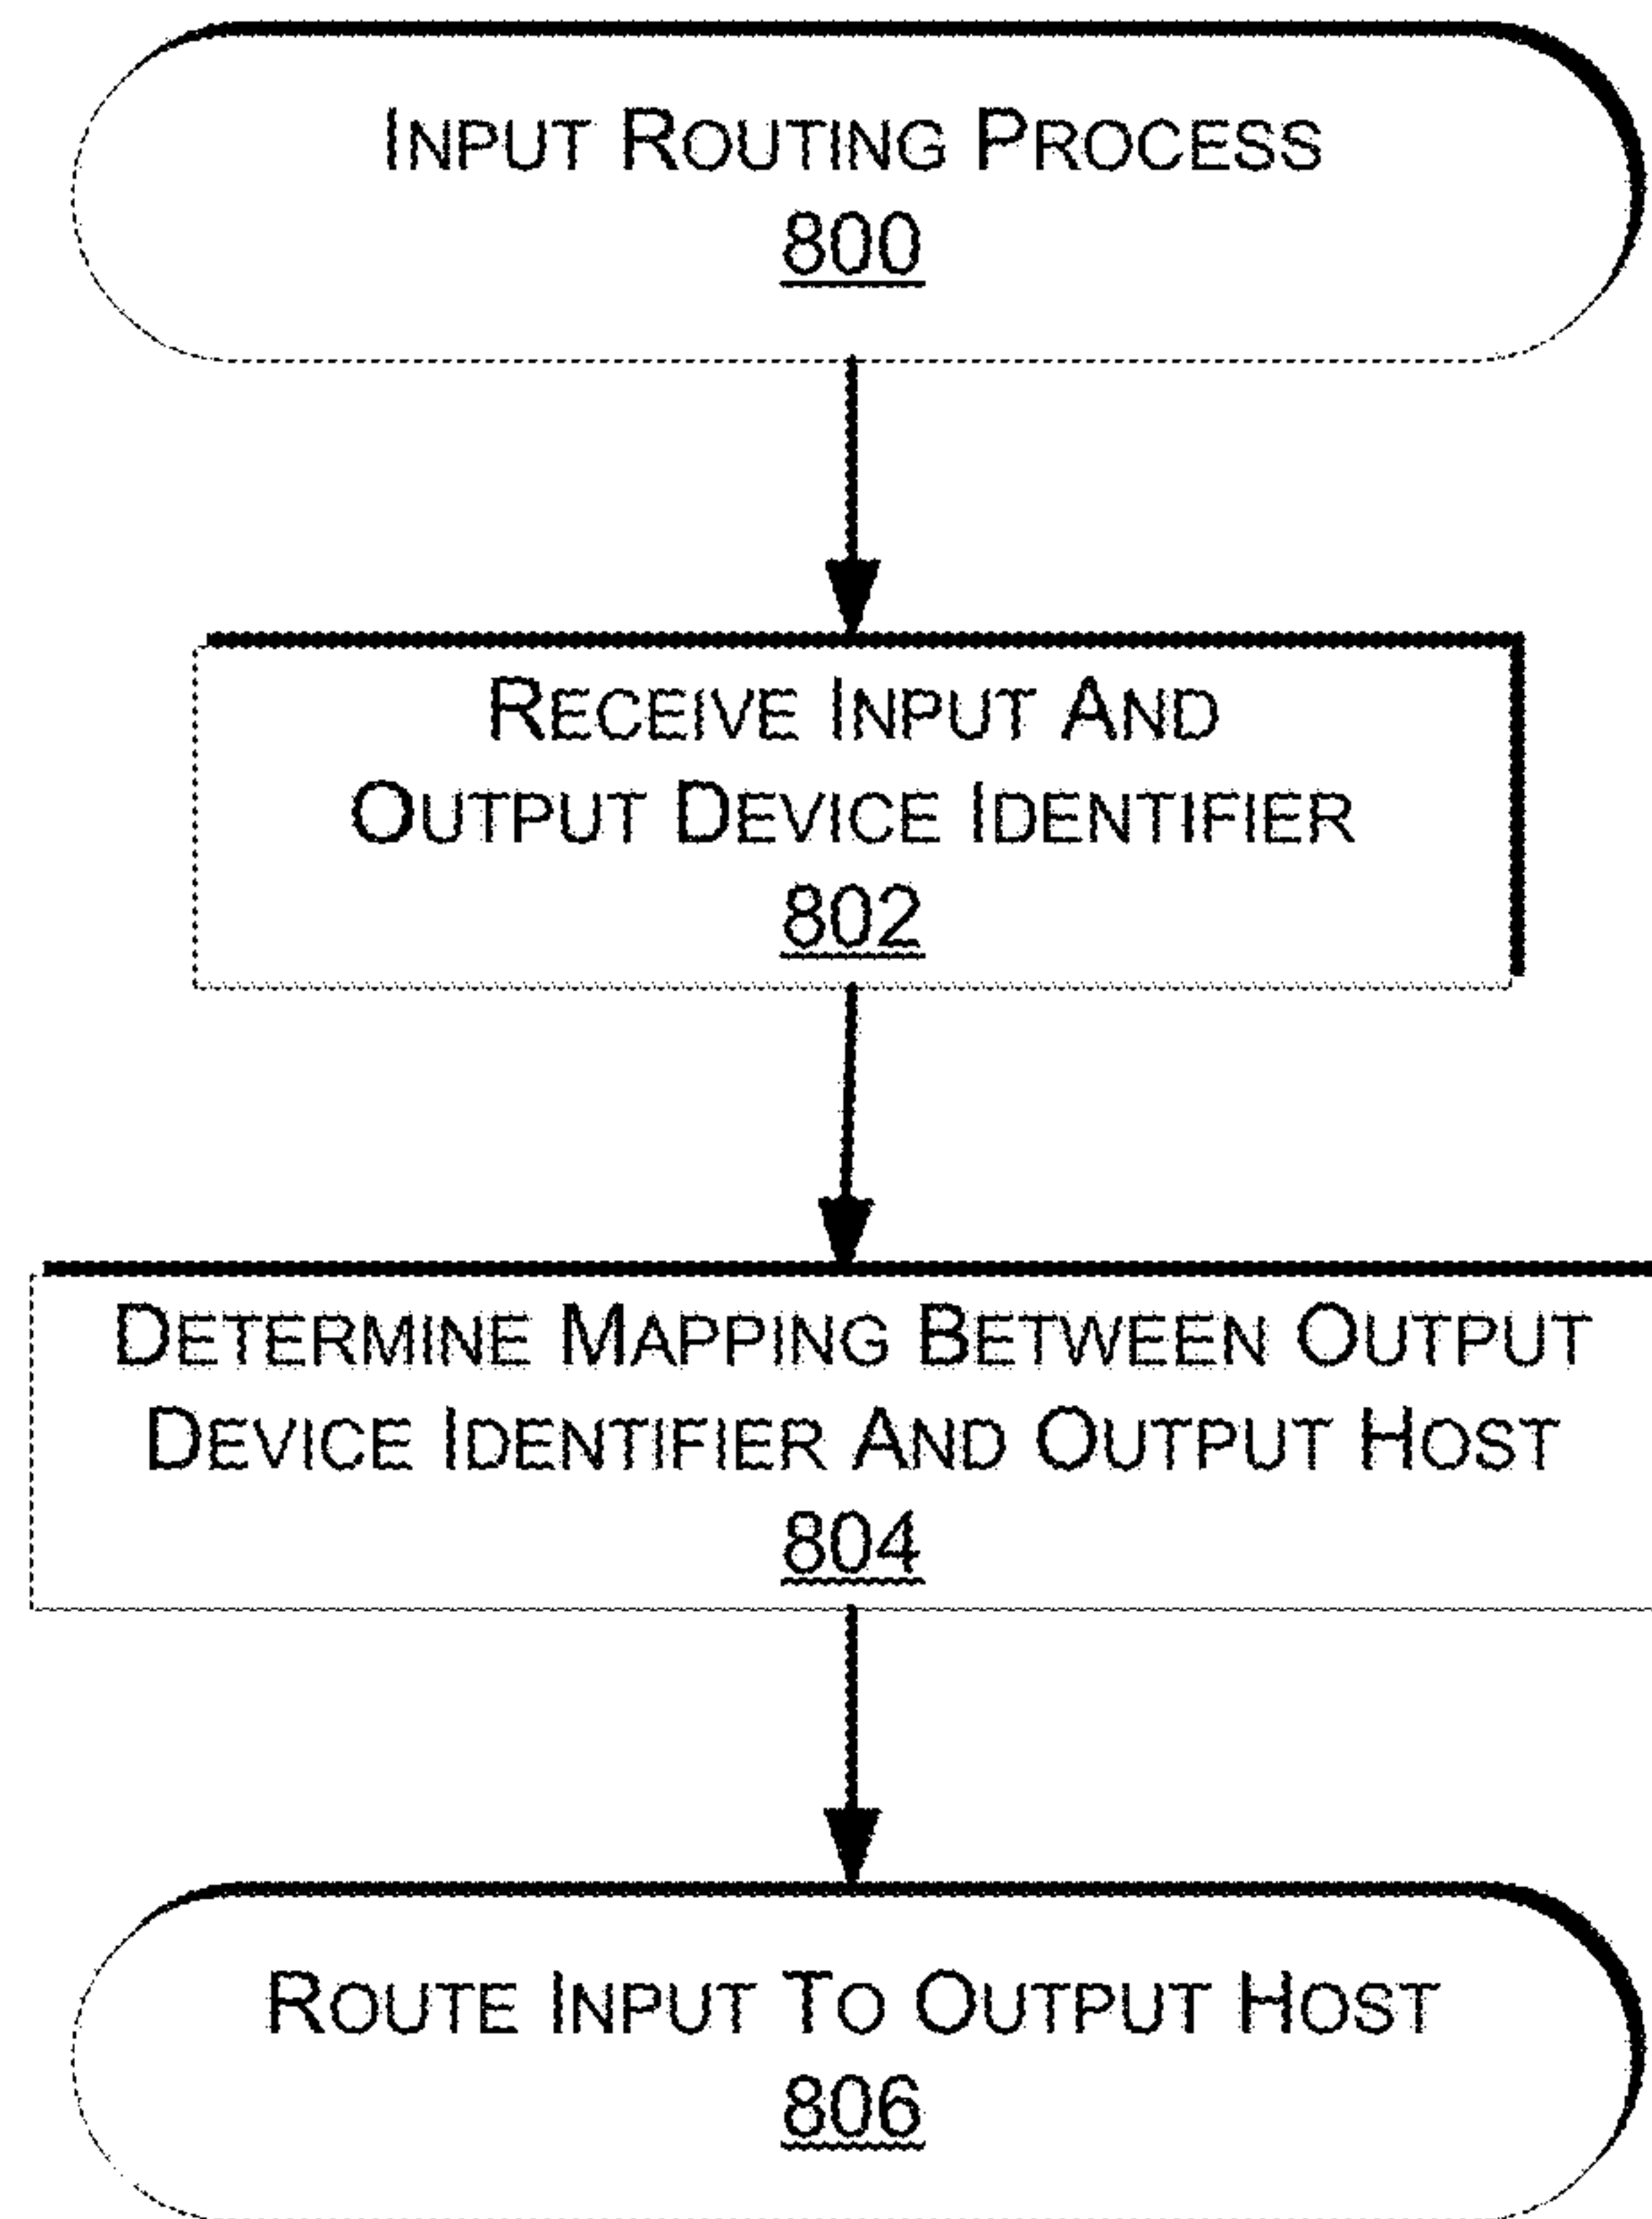 INPUT ROUTING PROCESS
800
RECEIVE INPUT AND
OUTPUT DEVICE IDENTIFIER
802
DETERMINE MAPPING BETWEEN OUTPUT
DEVICE IDENTIFIER AND OUTPUT HOST
804
ROUTE INPUT TO OUTPUT HOST
806